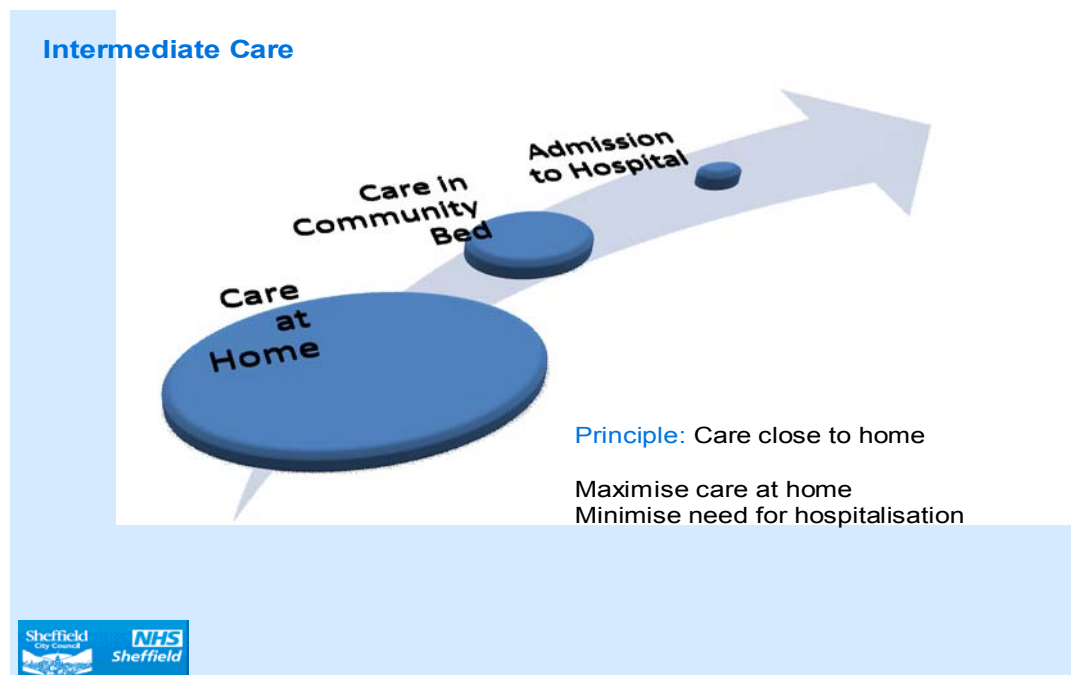 Intermediate Care
Admission
to Hospital
Care in
Community
Bed
Care
at
Home
Principle: Care close to home
Maximise care at home
Minimise need for hospitalisation
Sheffield
City Council
NHS
Sheffield